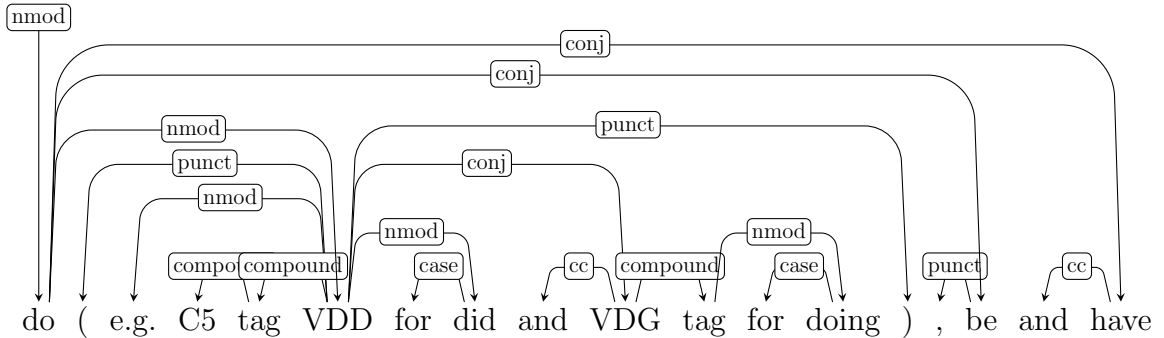 nmod
conj
conj
nmod punct
punct conj
nmod
nmod nmod
compound compound case cc compound case punct cc
do ( e.g. C5 tag VDD for did and VDG tag for doing ) , be and have